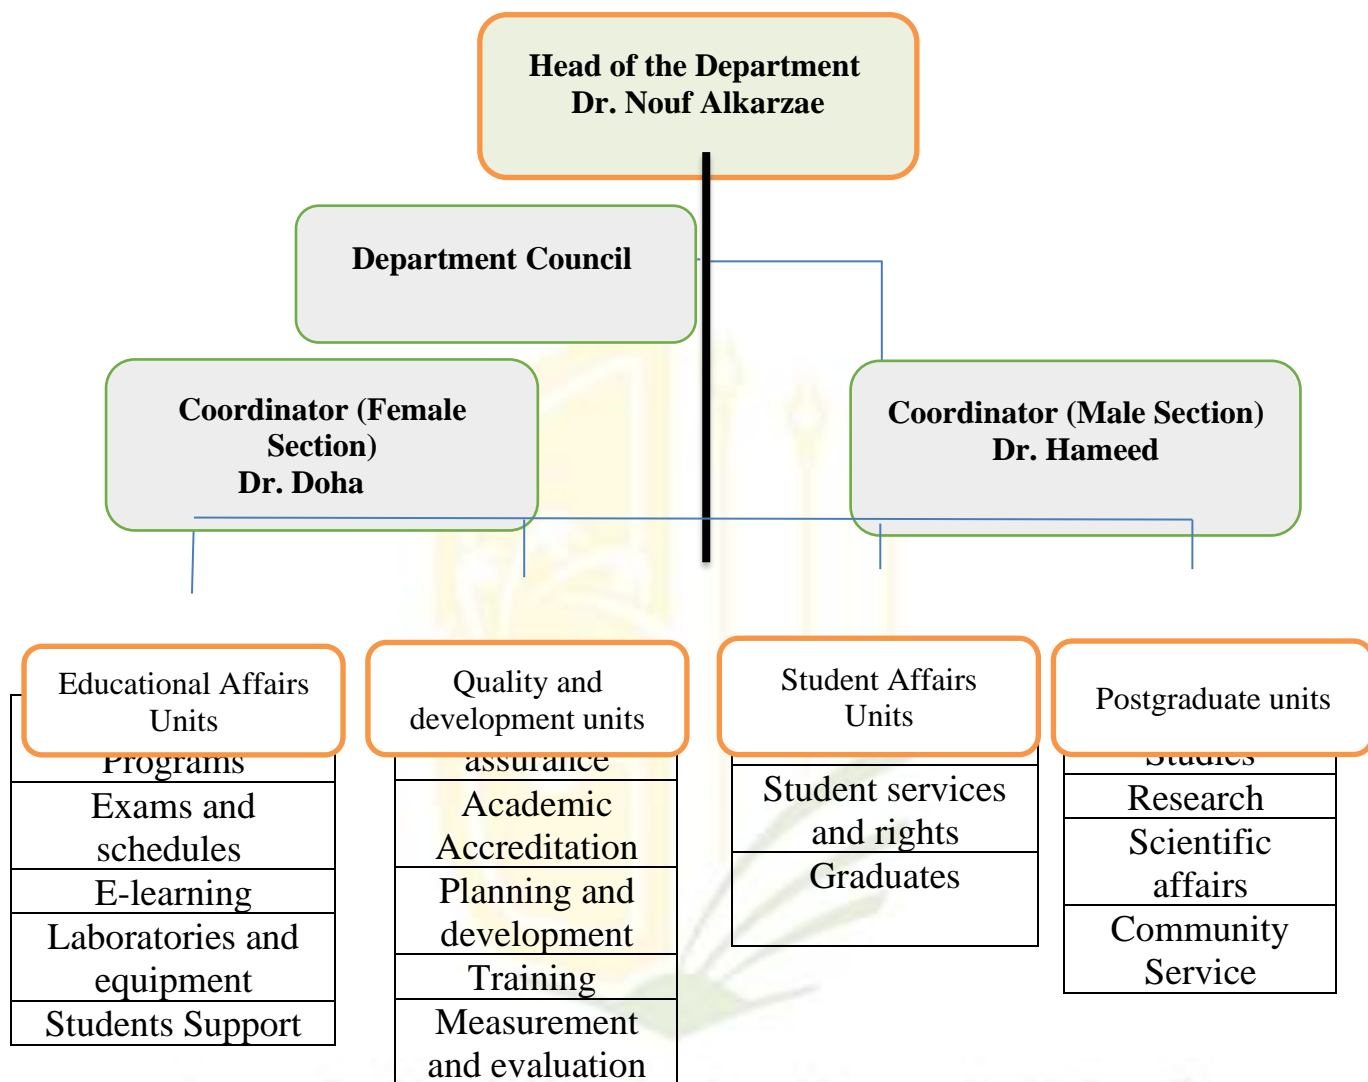 Head of the Department
Dr. Nouf Alkarzae
Department Council
Coordinator (Female
Section)
Dr. Doha
Coordinator (Male Section)
Dr. Hameed
Educational Affairs
Units
Programs
Exams and
schedules
E-learning
Laboratories and
equipment
Students Support
Quality and
development units
assurance
Academic
Accreditation
Planning and
development
Training
Measurement
and evaluation
Student Affairs
Units
Student services
and rights
Graduates
Postgraduate units
Studies
Research
Scientific
affairs
Community
Service